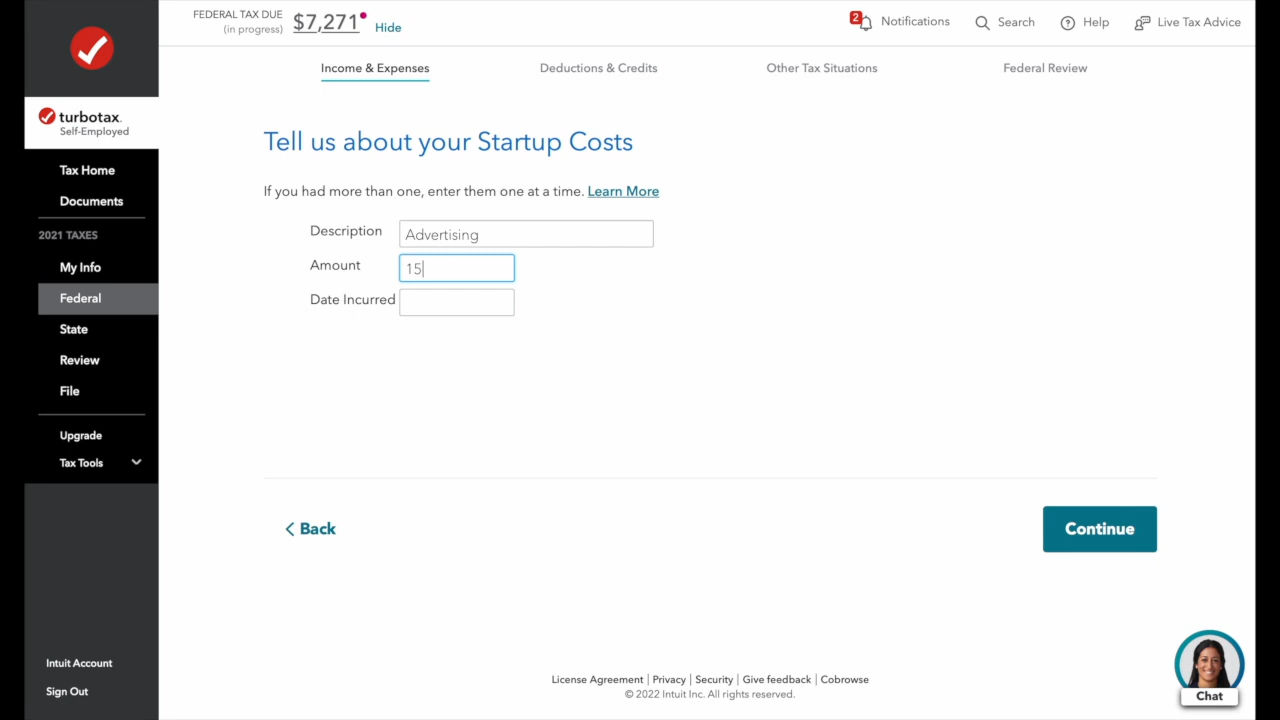 FEDERAL TAX DUE
(in progress)
$7,271
Hide
2
Notifications
Search
Help
Live Tax Advice
Income & Expenses
Deductions & Credits
Other Tax Situations
Federal Review
turbotax.
Self-Employed
Tax Home
Documents
2021 TAXES
My Info
Federal
State
Review
File
Upgrade
Tax Tools
Intuit Account
Sign Out
Tell us about your Startup Costs
If you had more than one, enter them one at a time. Learn More
Description Advertising
Amount 15
Date Incurred
Back
Continue
Chat
License Agreement | Privacy | Security | Give feedback | Cobrowse
© 2022 Intuit Inc. All rights reserved.